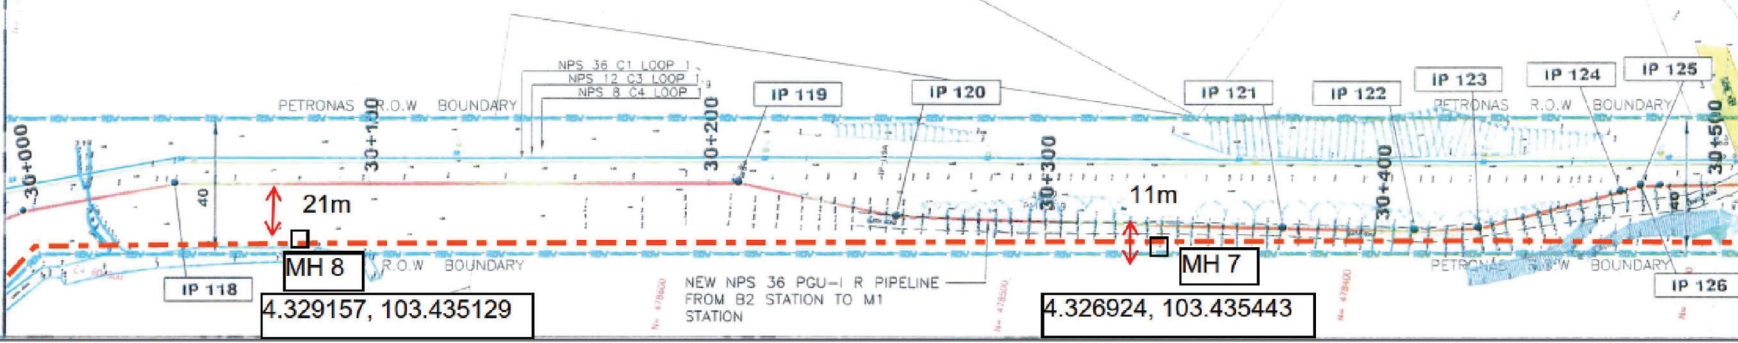 NPS 36 C1 LOOP 1
NPS 12 C3 LOOP 1
NPS 8 C4 LOOP 1
PETRONAS R.O.W BOUNDARY
IP 119
IP 120
IP 121
IP 122
IP 123
IP 124
IP 125
PETRONAS R.O.W BOUNDARY
30+000
30+100
30+200
30+300
30+400
30+500
40
21m
11m
40
MH 8
R.O.W BOUNDARY
MH 7
PETRONAS R.O.W BOUNDARY
IP 118
IP 126
NEW NPS 36 PGU-I R PIPELINE
FROM B2 STATION TO M1
STATION
4.329157, 103.435129
4.326924, 103.435443
N= 478600
N= 478500
N= 478400
N=